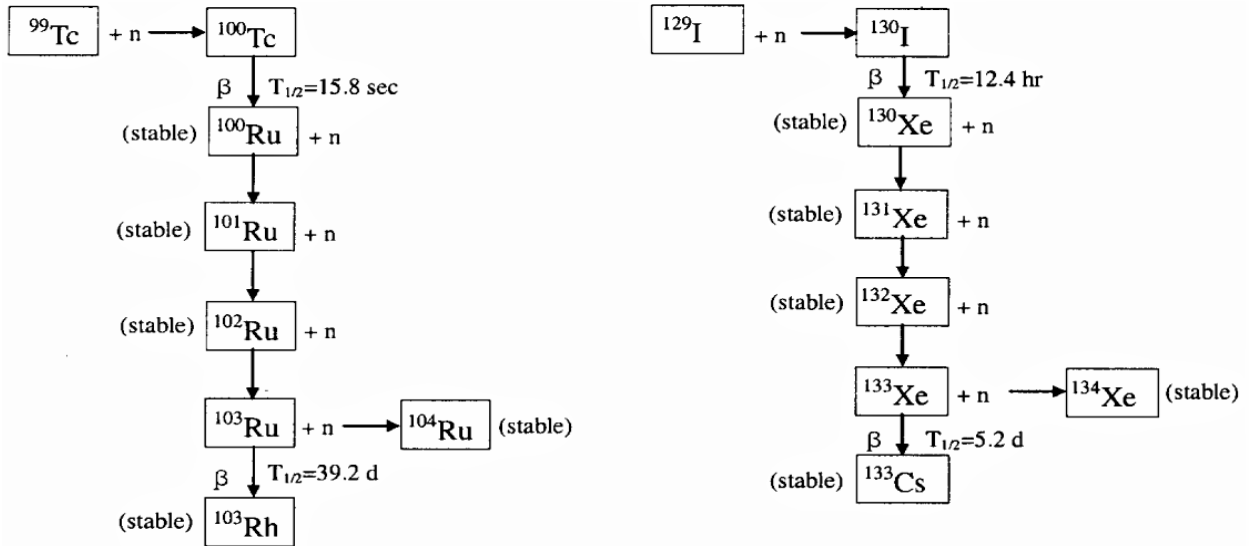 ⁹⁹Tc + n ¹⁰⁰Tc
β T₁/₂=15.8 sec
(stable) ¹⁰⁰Ru + n
(stable) ¹⁰¹Ru + n
(stable) ¹⁰²Ru + n
¹⁰³Ru + n ¹⁰⁴Ru (stable)
β T₁/₂=39.2 d
(stable) ¹⁰³Rh
¹²⁹I + n ¹³⁰I
β T₁/₂=12.4 hr
(stable) ¹³⁰Xe + n
(stable) ¹³¹Xe + n
(stable) ¹³²Xe + n
¹³³Xe + n ¹³⁴Xe (stable)
β T₁/₂=5.2 d
(stable) ¹³³Cs